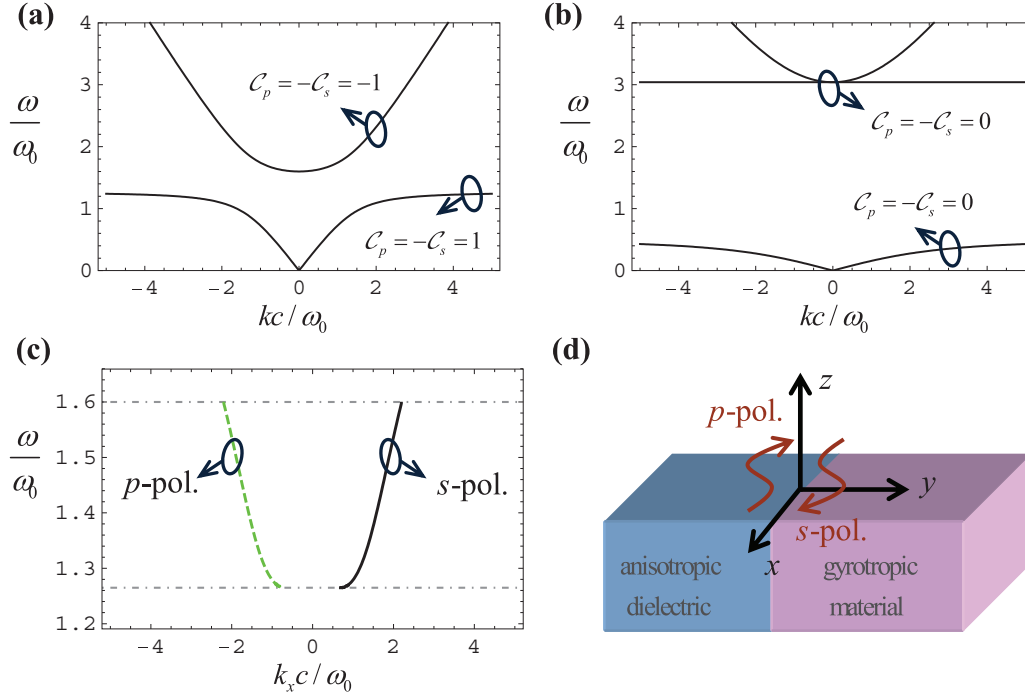 (a)
4
3
2
1
0
ω/ω₀
𝒞ₚ = −𝒞ₛ = −1
𝒞ₚ = −𝒞ₛ = 1
−4 −2 0 2 4
kc / ω₀
(b)
4
3
2
1
0
ω/ω₀
𝒞ₚ = −𝒞ₛ = 0
𝒞ₚ = −𝒞ₛ = 0
−4 −2 0 2 4
kc / ω₀
(c)
1.6
1.5
1.4
1.3
1.2
ω/ω₀
p-pol.
s-pol.
−4 −2 0 2 4
kₓc / ω₀
(d)
z
p-pol.
y
s-pol.
x
anisotropic
dielectric
gyrotropic
material